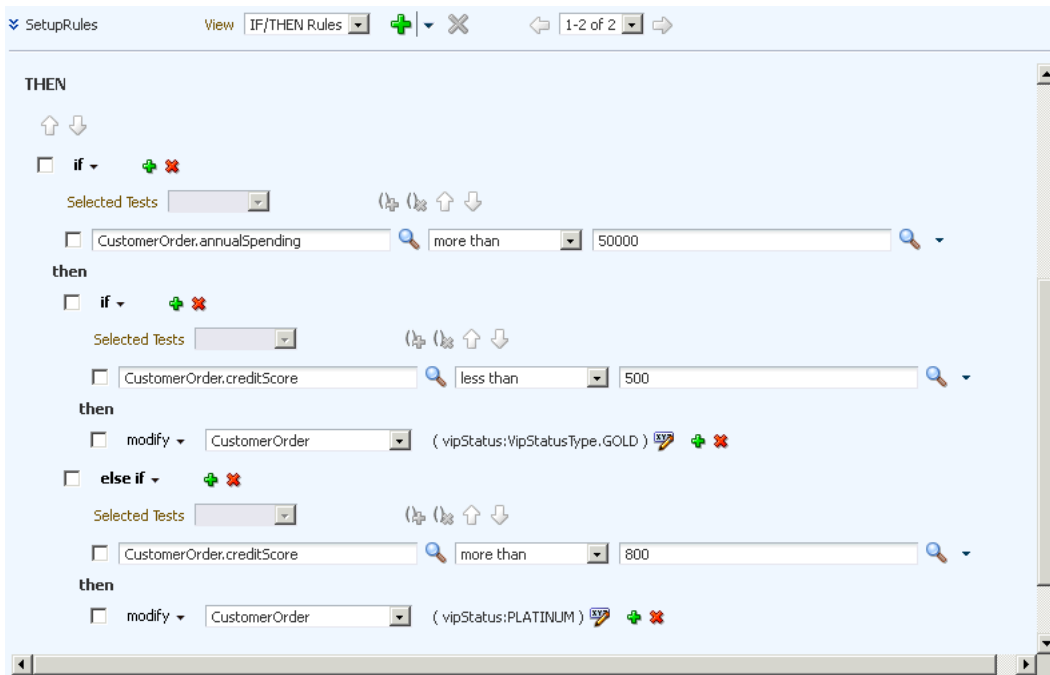 SetupRules View IF/THEN Rules 1-2 of 2
THEN
if
Selected Tests
CustomerOrder.annualSpending more than 50000
then
if
Selected Tests
CustomerOrder.creditScore less than 500
then
modify CustomerOrder ( vipStatus:VipStatusType.GOLD )
else if
Selected Tests
CustomerOrder.creditScore more than 800
then
modify CustomerOrder ( vipStatus:PLATINUM )